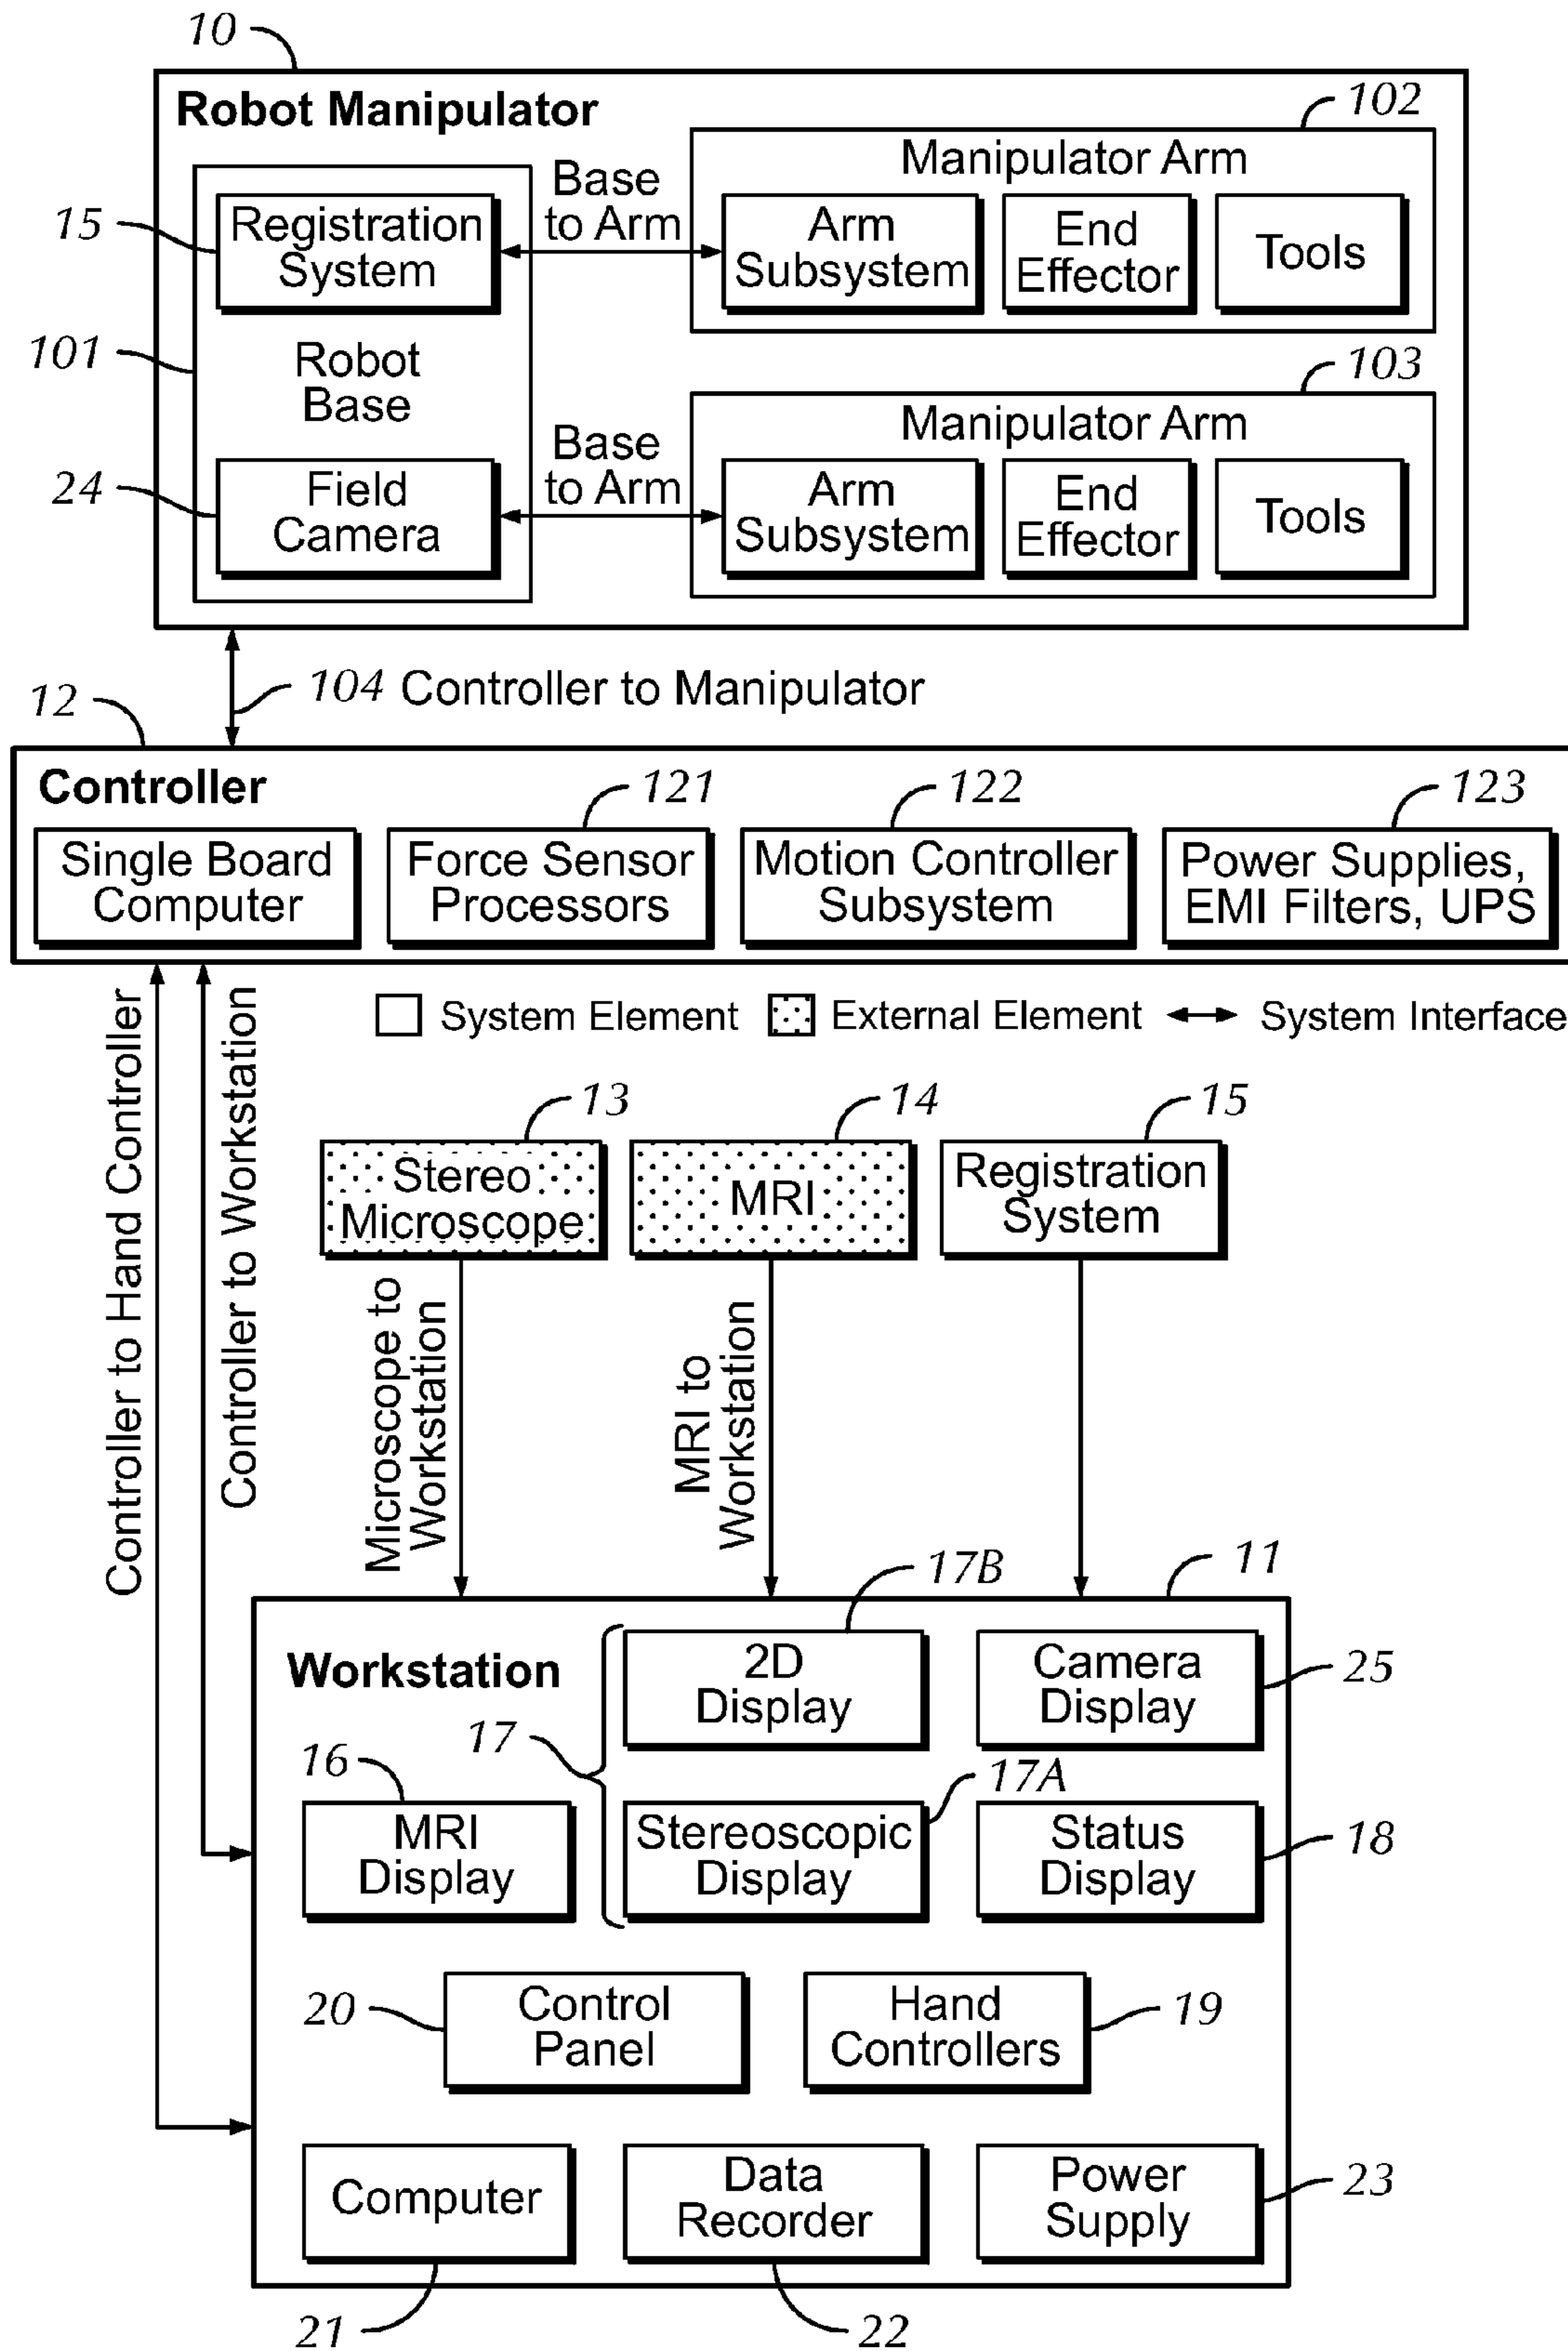 10
Robot Manipulator
102
Manipulator Arm
15
Registration
System
Base
to Arm
Arm
Subsystem
End
Effector
Tools
101
Robot
Base
103
Manipulator Arm
24
Field
Camera
Base
to Arm
Arm
Subsystem
End
Effector
Tools
104 Controller to Manipulator
12
Controller
121
122
123
Single Board
Computer
Force Sensor
Processors
Motion Controller
Subsystem
Power Supplies,
EMI Filters, UPS
System Element
External Element
System Interface
Controller to Hand Controller
Controller to Workstation
13
14
15
Stereo
Microscope
MRI
Registration
System
Microscope to
Workstation
MRI to
Workstation
17B
11
Workstation
2D
Display
Camera
Display
25
17
16
17A
MRI
Display
Stereoscopic
Display
Status
Display
18
20
Control
Panel
Hand
Controllers
19
Computer
Data
Recorder
Power
Supply
23
21
22